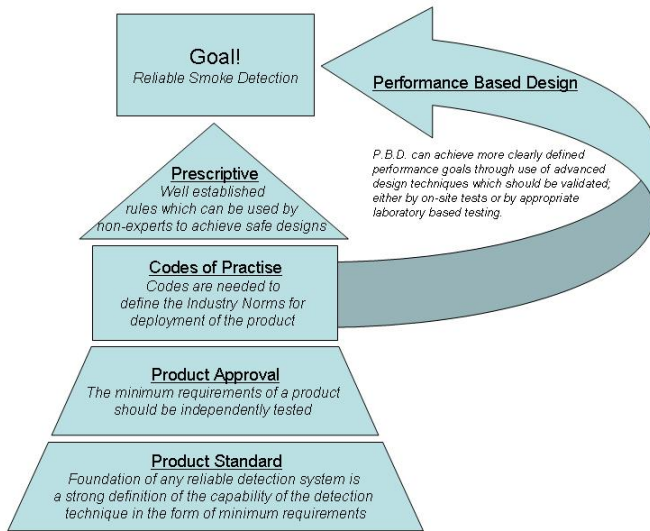 Goal!
Reliable Smoke Detection
Performance Based Design
P.B.D. can achieve more clearly defined
performance goals through use of advanced
design techniques which should be validated;
either by on-site tests or by appropriate
laboratory based testing.
Prescriptive
Well established
rules which can be used by
non-experts to achieve safe designs
Codes of Practise
Codes are needed to
define the Industry Norms for
deployment of the product
Product Approval
The minimum requirements of a product
should be independently tested
Product Standard
Foundation of any reliable detection system is
a strong definition of the capability of the detection
technique in the form of minimum requirements